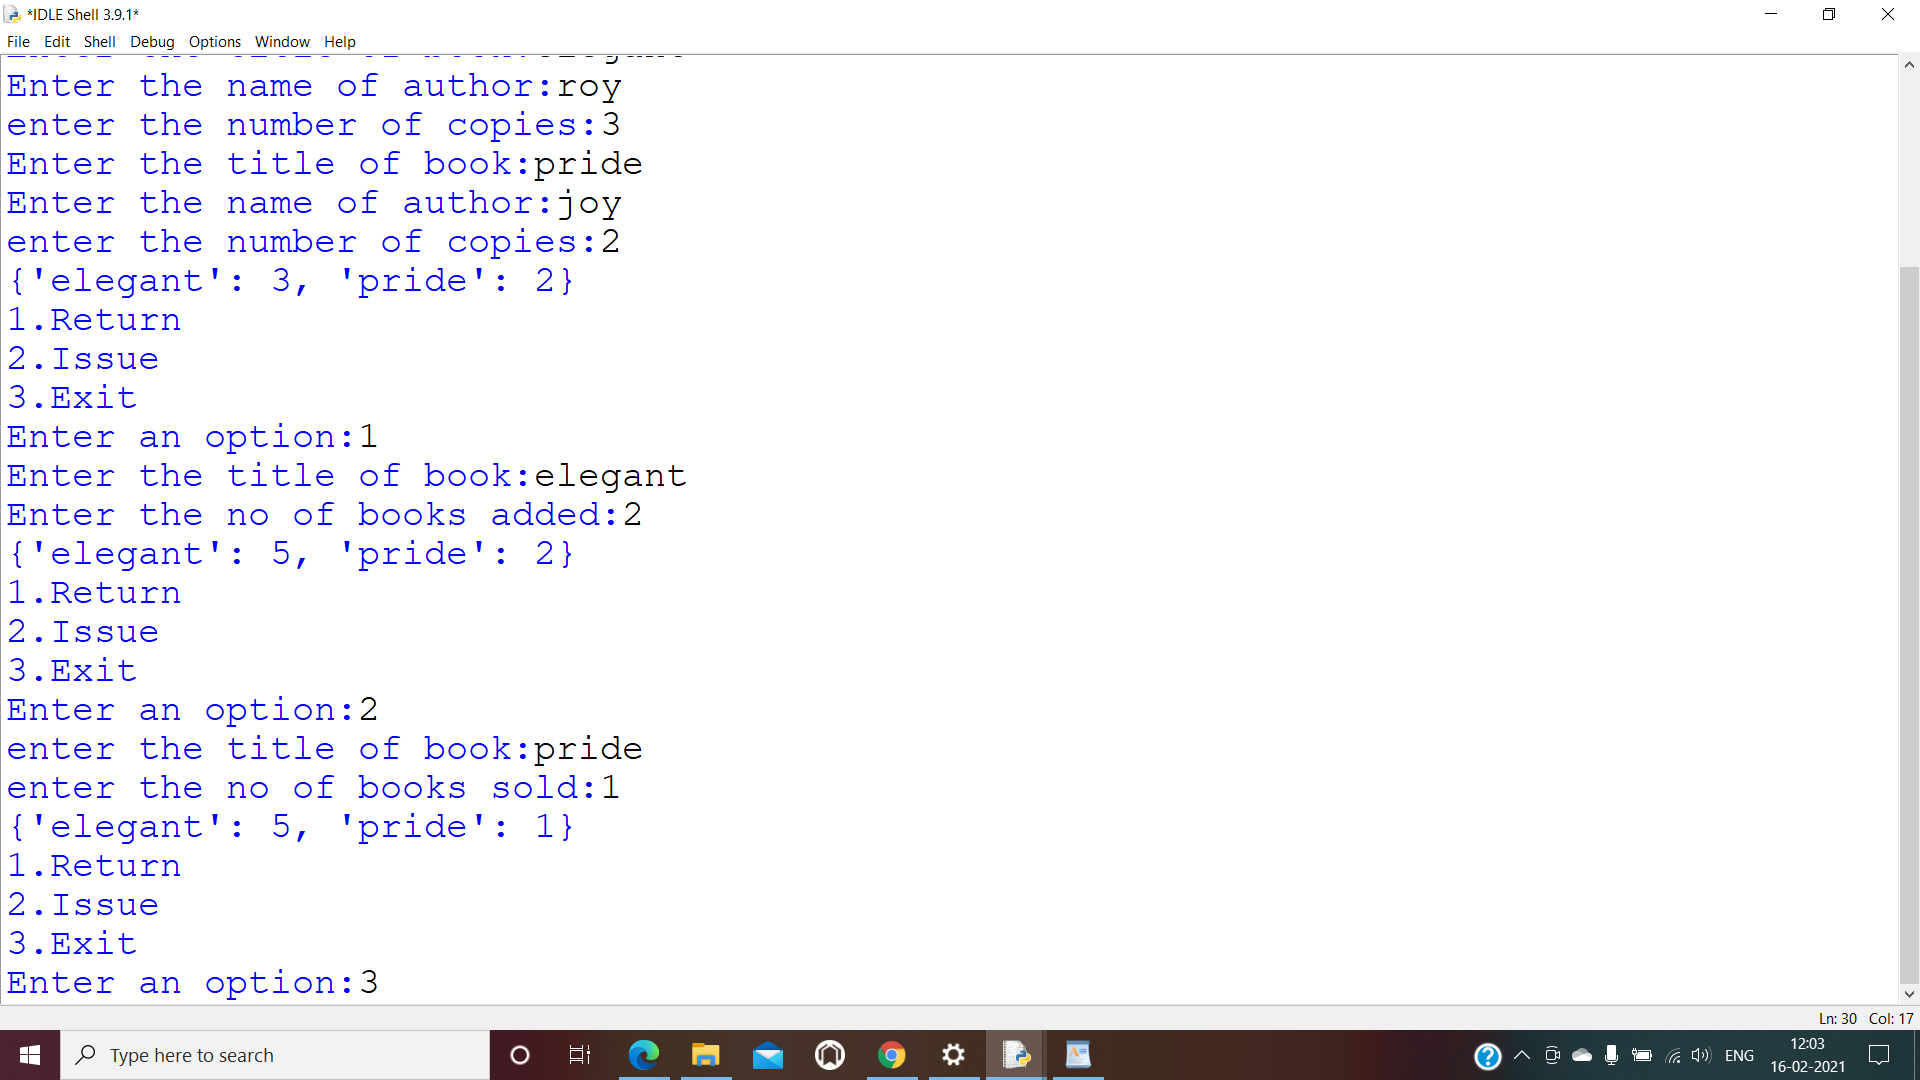 *IDLE Shell 3.9.1*
File Edit Shell Debug Options Window Help
Enter the title of book:elegant
Enter the name of author:roy
enter the number of copies:3
Enter the title of book:pride
Enter the name of author:joy
enter the number of copies:2
{'elegant': 3, 'pride': 2}
1.Return
2.Issue
3.Exit
Enter an option:1
Enter the title of book:elegant
Enter the no of books added:2
{'elegant': 5, 'pride': 2}
1.Return
2.Issue
3.Exit
Enter an option:2
enter the title of book:pride
enter the no of books sold:1
{'elegant': 5, 'pride': 1}
1.Return
2.Issue
3.Exit
Enter an option:3
Ln: 30 Col: 17
Type here to search
ENG
12:03
16-02-2021